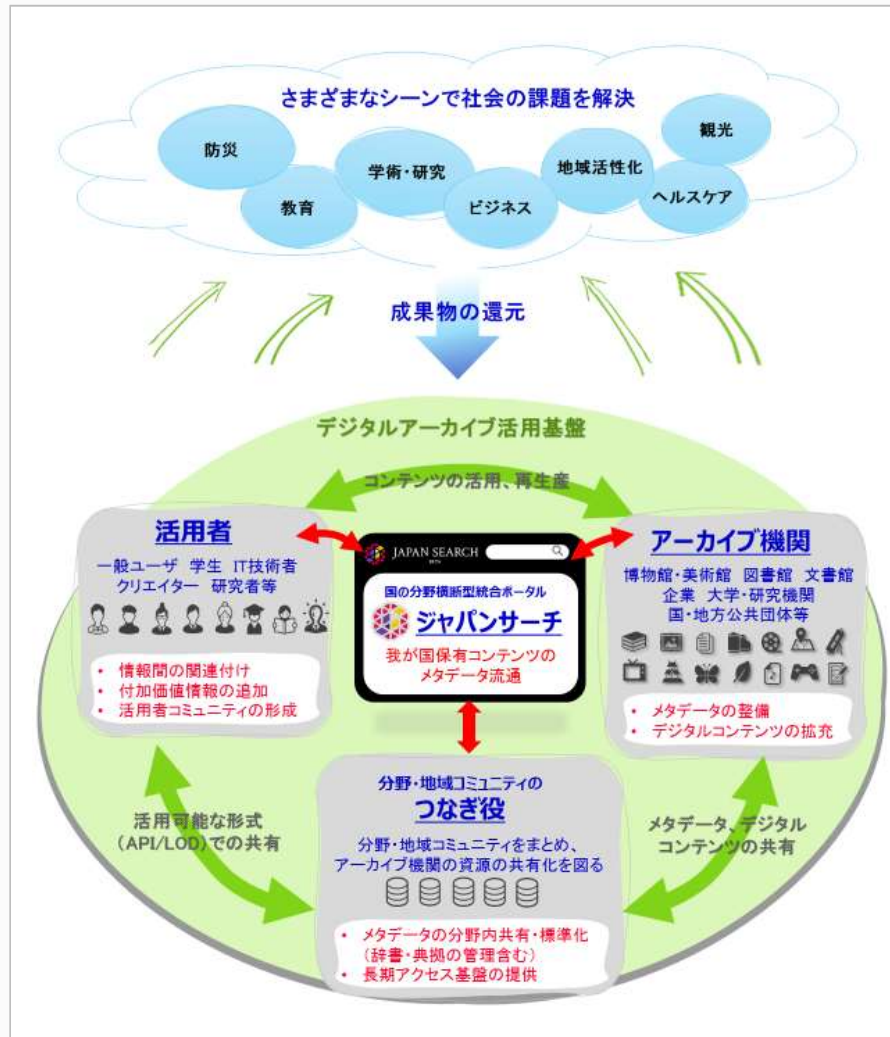 さまざまなシーンで社会の課題を解決
防災
教育
学術・研究
ビジネス
地域活性化
観光
ヘルスケア
成果物の還元
デジタルアーカイブ活用基盤
コンテンツの活用、再生産
活用者
一般ユーザ 学生 IT技術者
クリエイター 研究者等
• 情報間の関連付け
• 付加価値情報の追加
• 活用者コミュニティの形成
JAPAN SEARCH
BETA
国の分野横断型統合ポータル
ジャパンサーチ
我が国保有コンテンツの
メタデータ流通
アーカイブ機関
博物館・美術館 図書館 文書館
企業 大学・研究機関
国・地方公共団体等
• メタデータの整備
• デジタルコンテンツの拡充
活用可能な形式
(API/LOD)での共有
メタデータ、デジタル
コンテンツの共有
分野・地域コミュニティの
つなぎ役
分野・地域コミュニティをまとめ、
アーカイブ機関の資源の共有化を図る
• メタデータの分野内共有・標準化
(辞書・典拠の管理含む)
• 長期アクセス基盤の提供